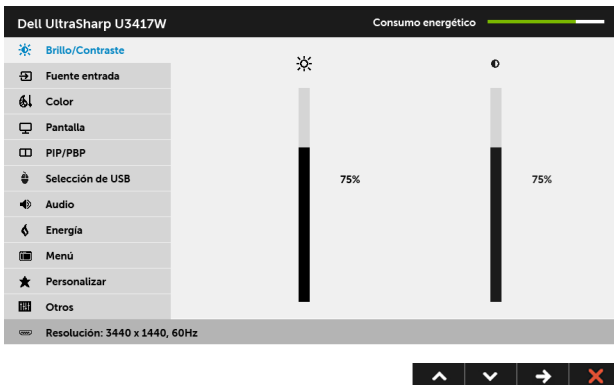 Dell UltraSharp U3417W
Consumo energético
Brillo/Contraste
Fuente entrada
Color
Pantalla
PIP/PBP
Selección de USB
75%
75%
Audio
Energía
Menú
Personalizar
Otros
Resolución: 3440 x 1440, 60Hz